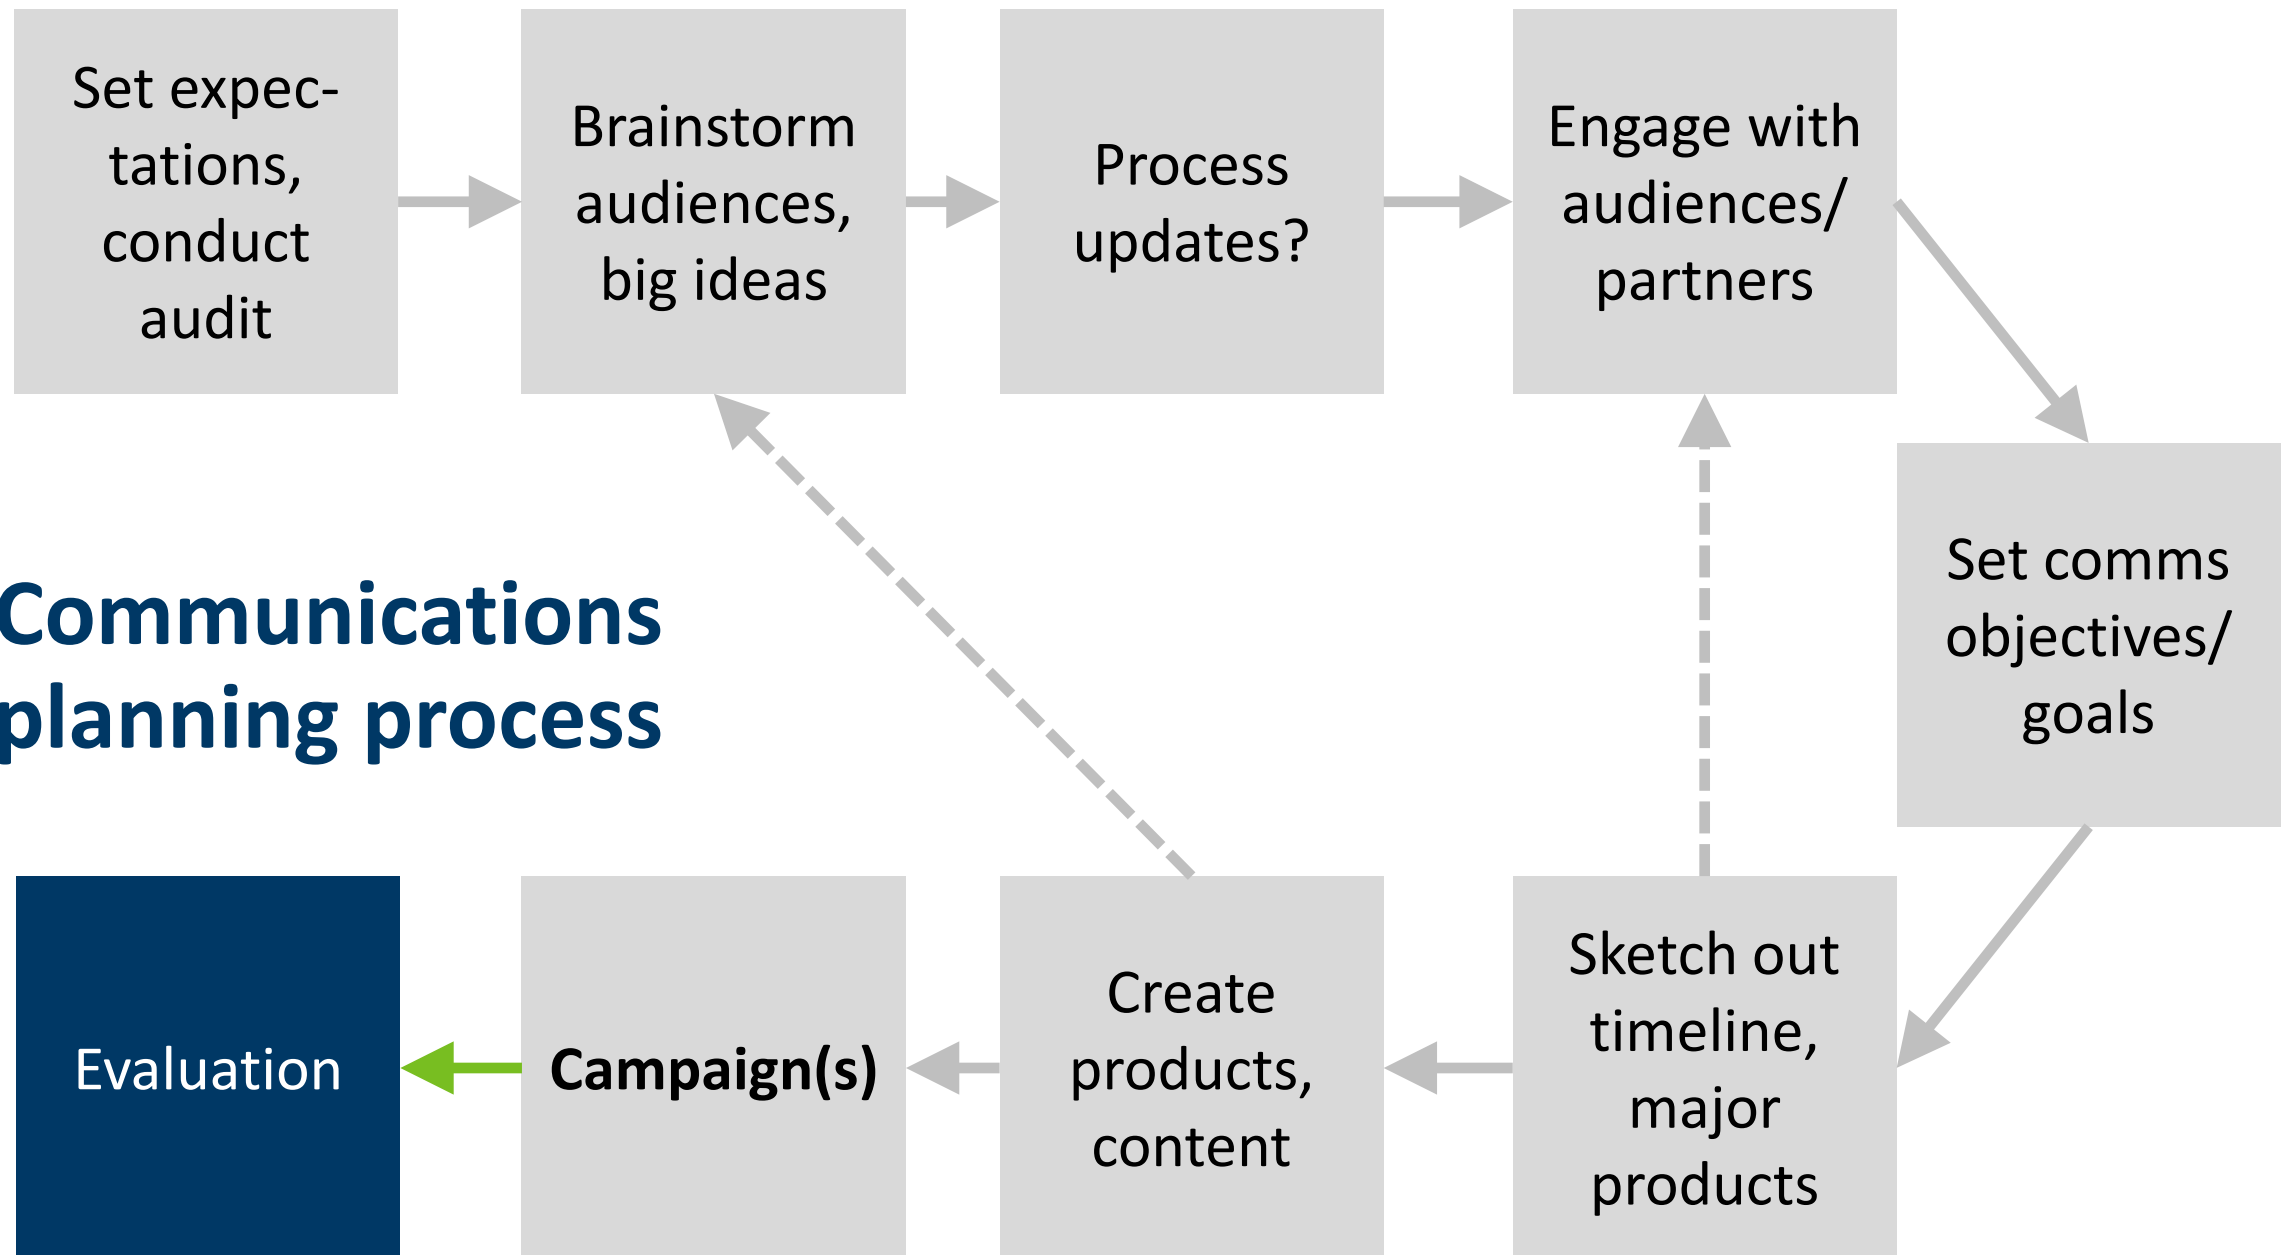 Set expec-
tations,
conduct
audit
Brainstorm
audiences,
big ideas
Process
updates?
Engage with
audiences/
partners
Set comms
objectives/
goals
Communications
planning process
Evaluation
Campaign(s)
Create
products,
content
Sketch out
timeline,
major
products